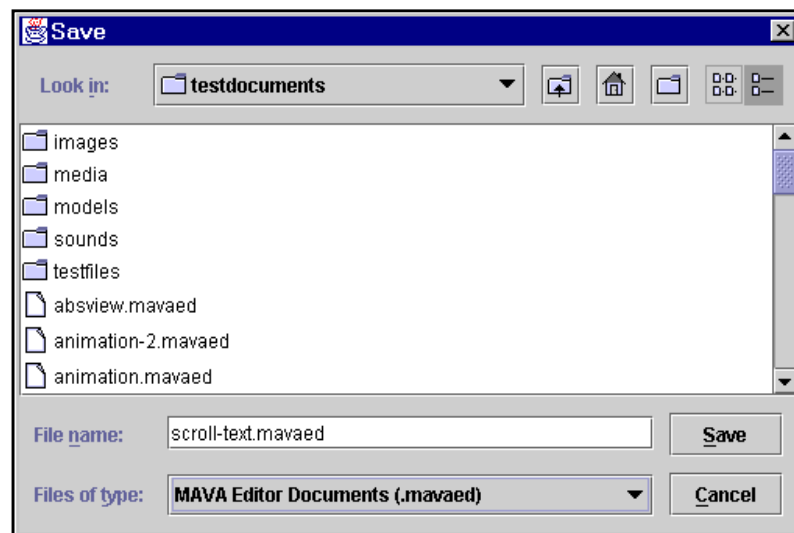 Save
Look in: testdocuments
images
media
models
sounds
testfiles
absview.mavaed
animation-2.mavaed
animation.mavaed
File name: scroll-text.mavaed Save
Files of type: MAVA Editor Documents (.mavaed) Cancel